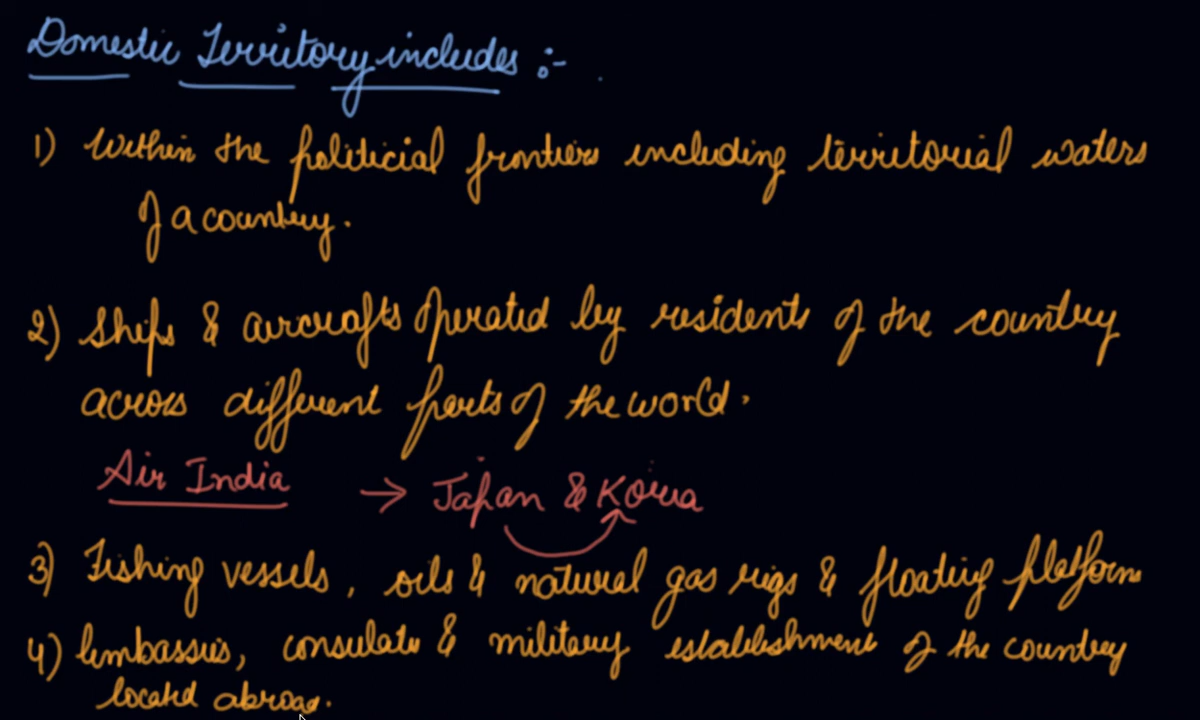 Domestic Territory includes :-
1) Within the political frontiers including territorial waters
of a country.
2) Ships & aircrafts operated by residents of the country
across different parts of the world.
Air India → Japan & Korea
3) Fishing vessels, oils & natural gas rigs & floating platform
4) Embassies, consulate & military establishment of the country
located abroad.